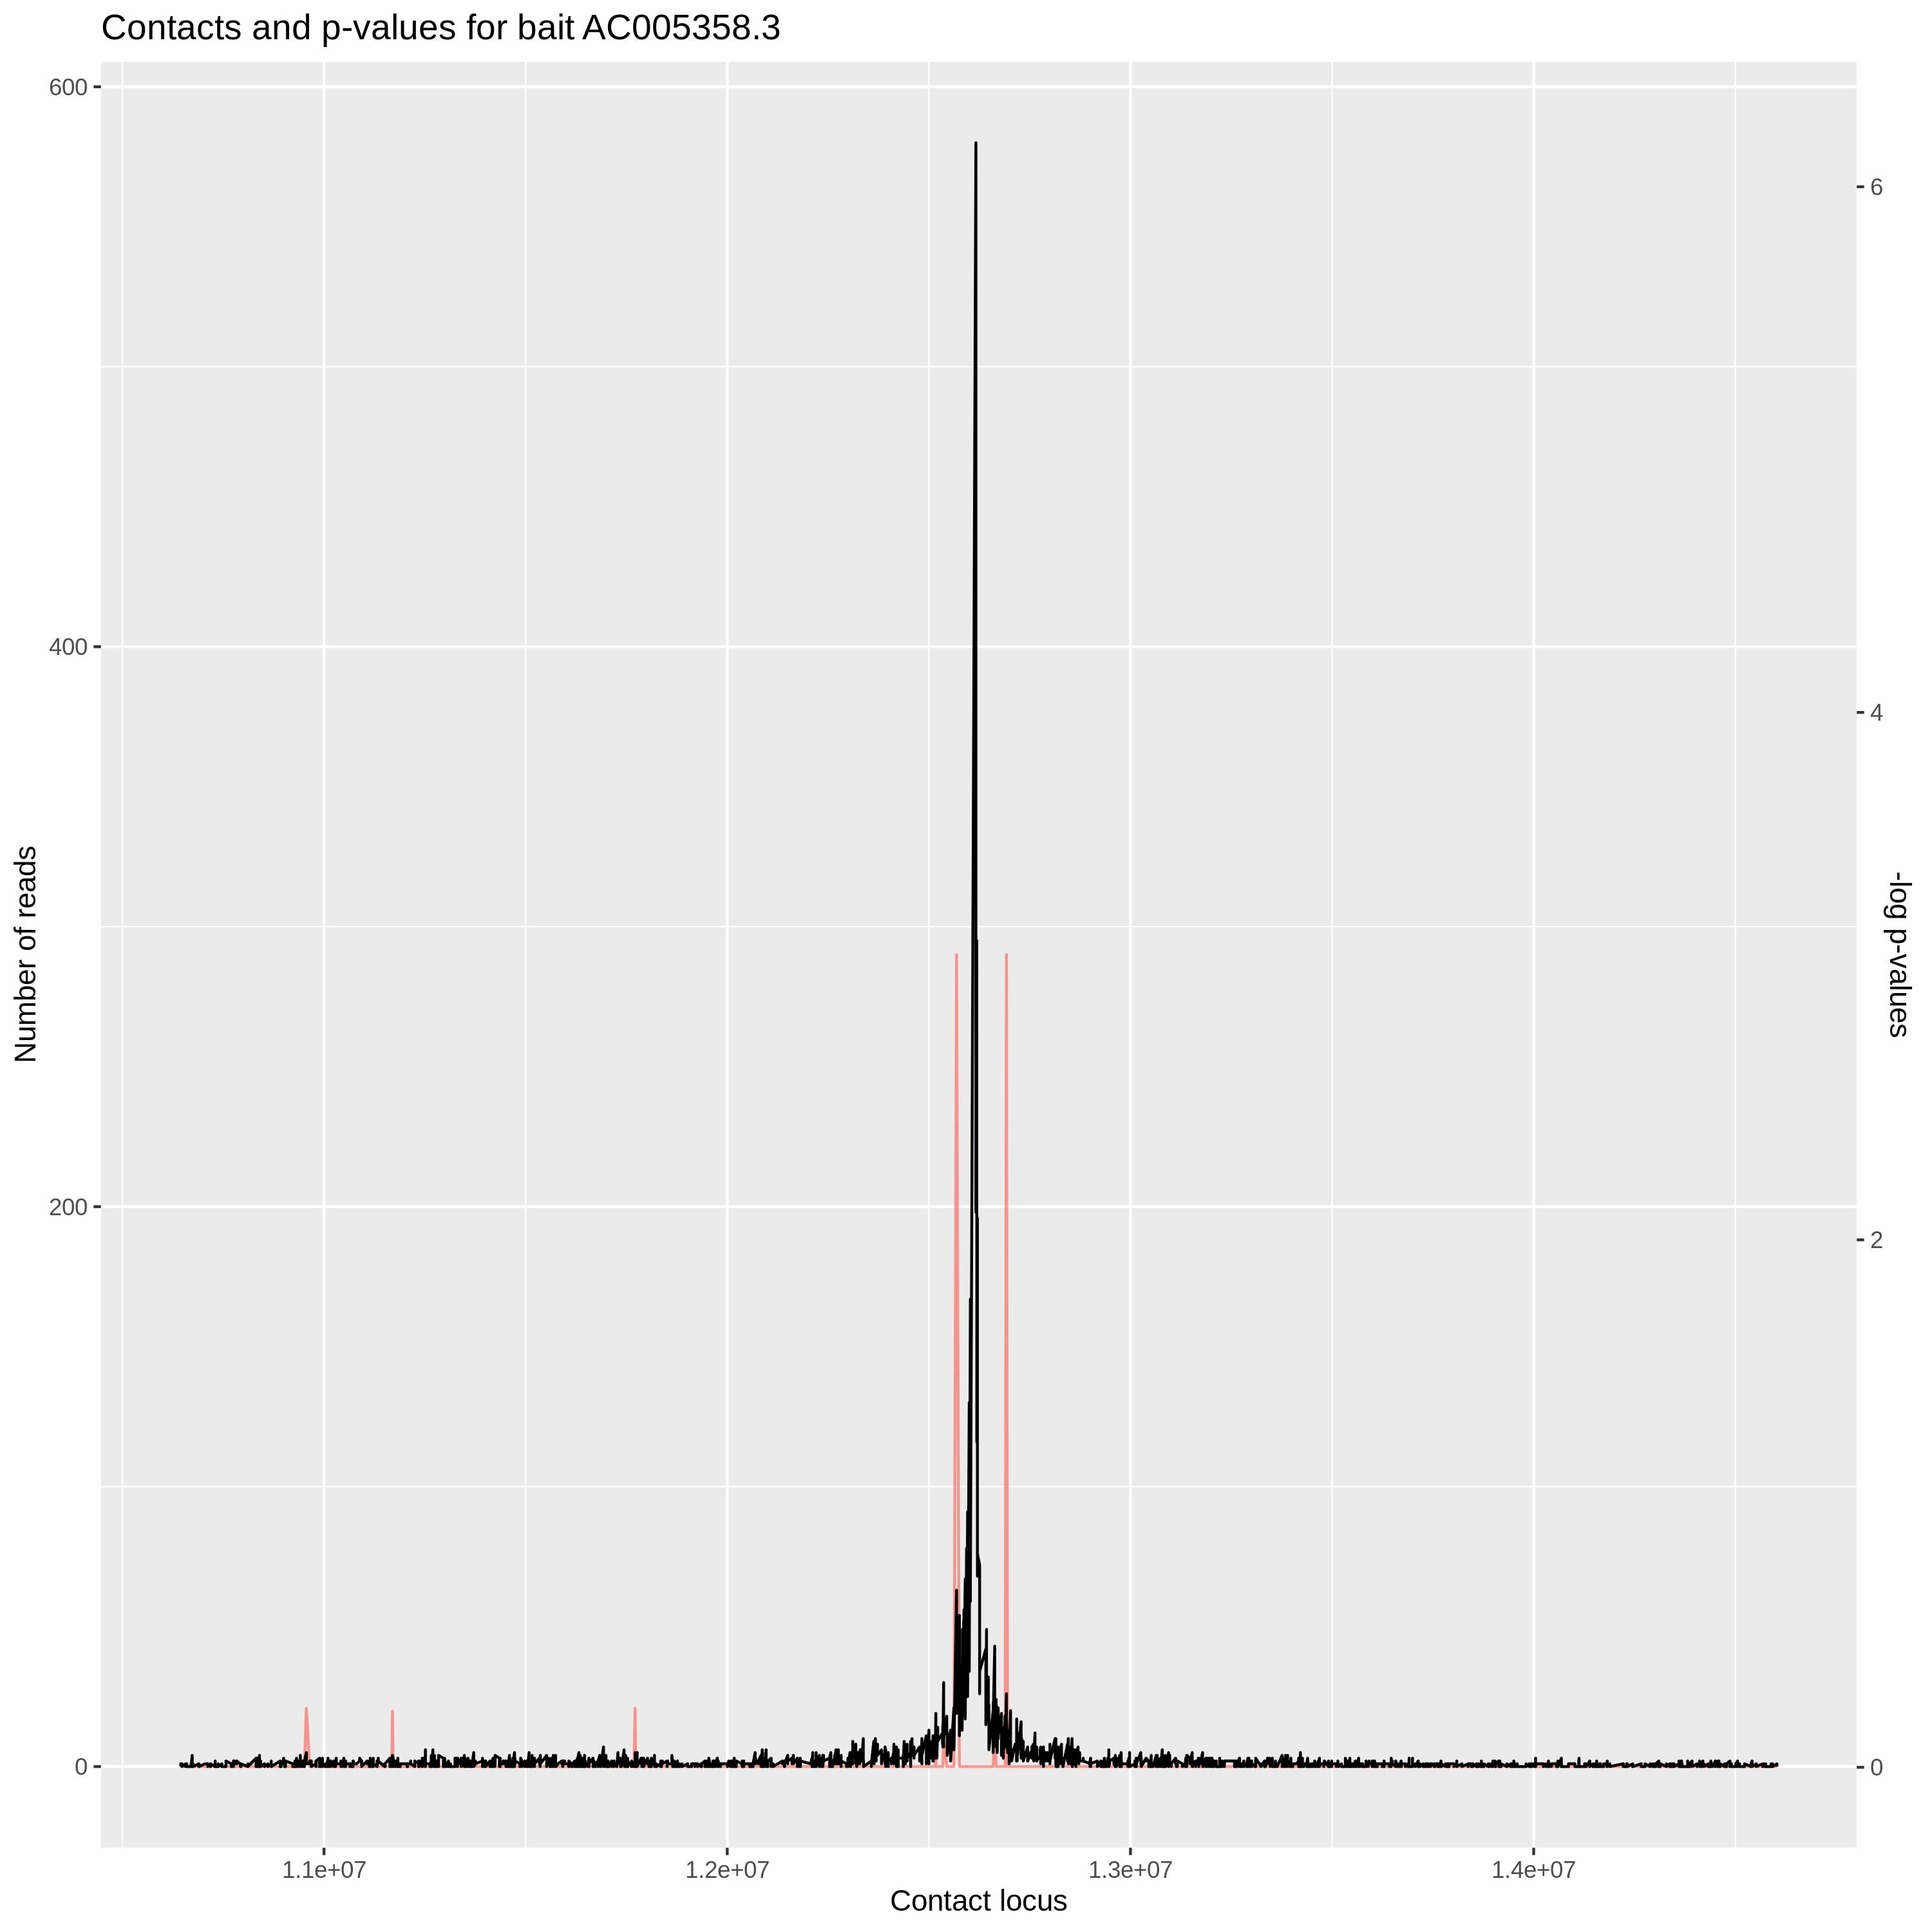 Contacts and p-values for bait AC005358.3
600
400
200
0
Number of reads
6
4
2
0
-log p-values
1.1e+07 1.2e+07 1.3e+07 1.4e+07
Contact locus